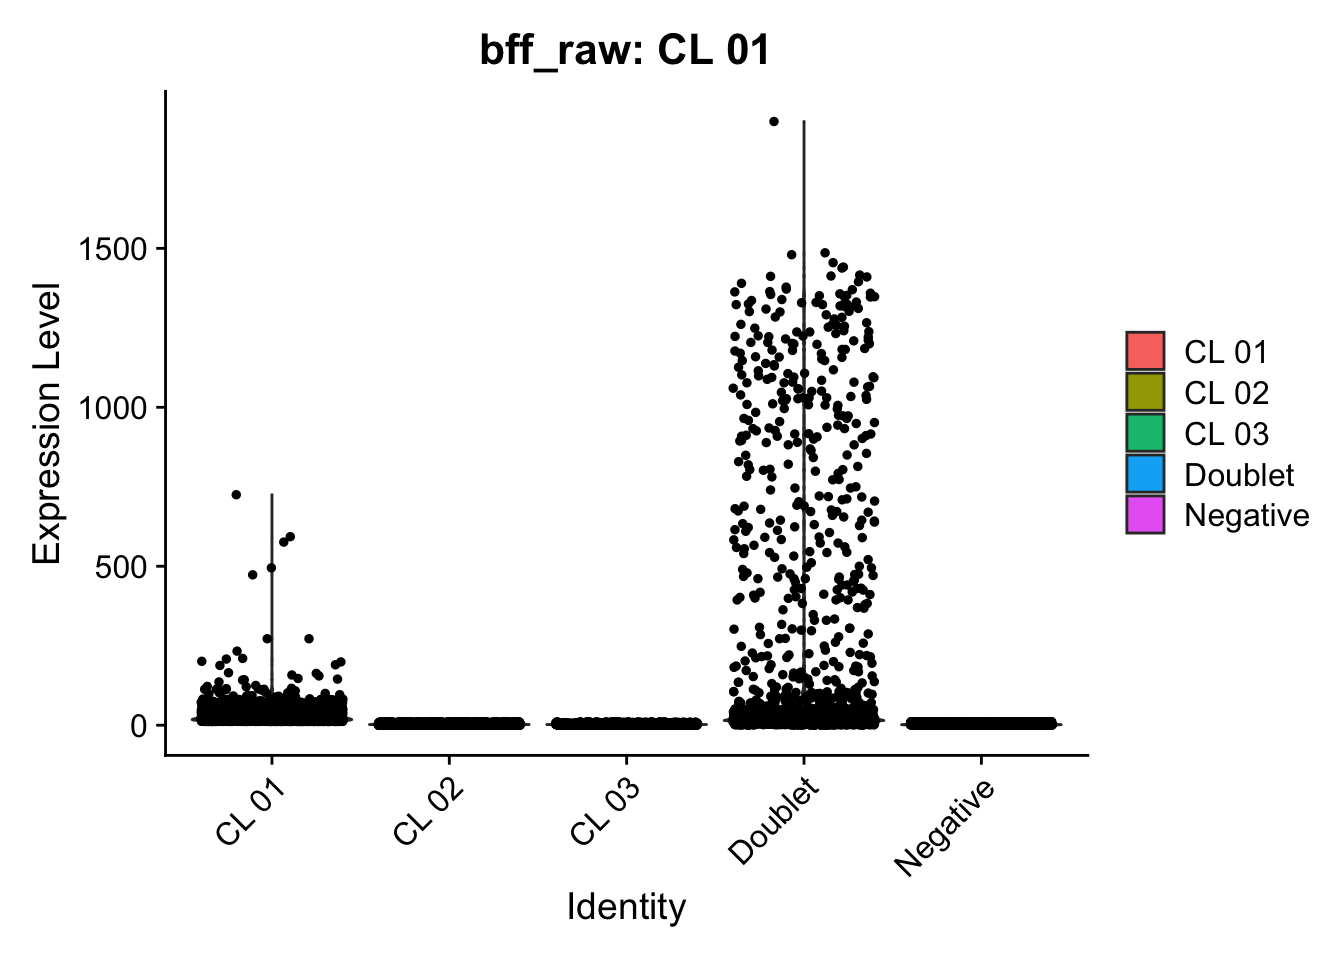 bff_raw: CL 01
Expression Level
1500
1000
500
0
CL 01
CL 02
CL 03
Doublet
Negative
Identity
CL 01
CL 02
CL 03
Doublet
Negative